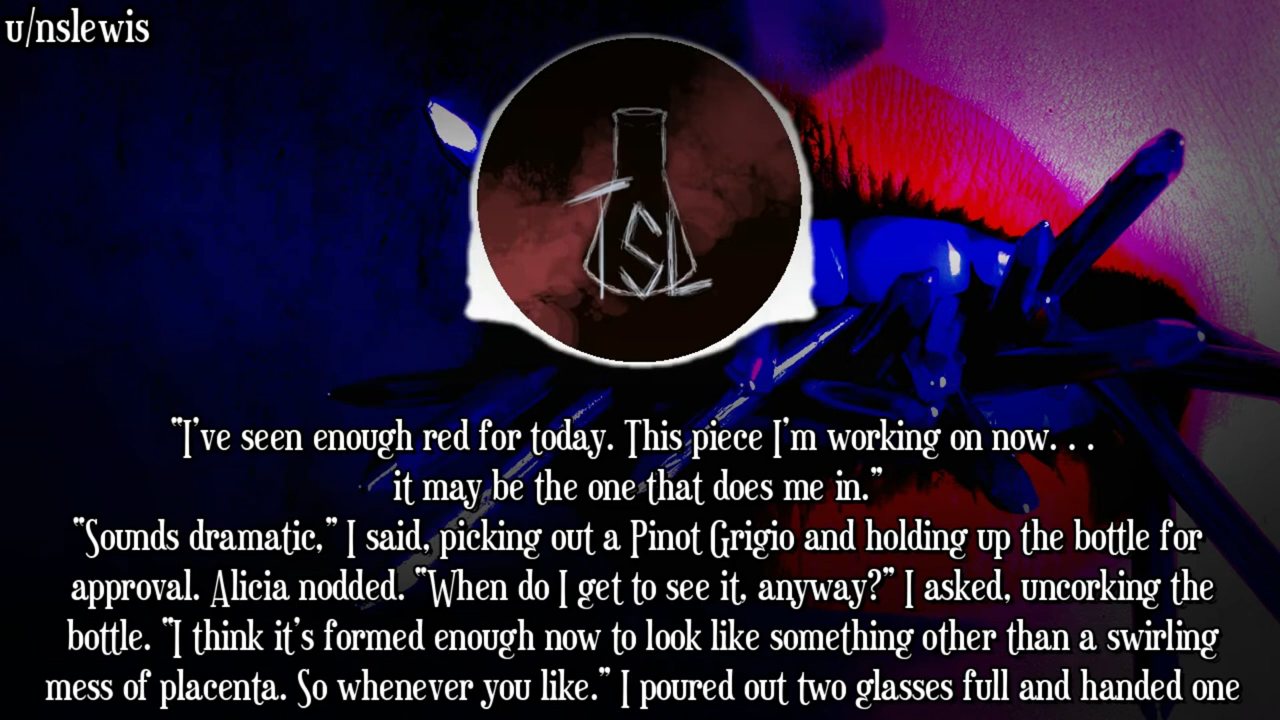 u/nslewis
TSL
"I've seen enough red for today. This piece I'm working on now. . .
it may be the one that does me in."
"Sounds dramatic," I said, picking out a Pinot Grigio and holding up the bottle for
approval. Alicia nodded. "When do I get to see it, anyway?" I asked, uncorking the
bottle. "I think it's formed enough now to look like something other than a swirling
mess of placenta. So whenever you like." I poured out two glasses full and handed one